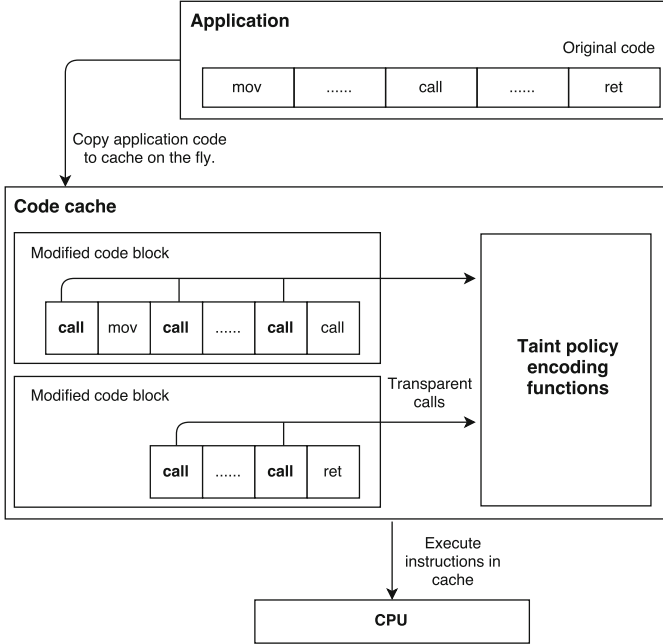 Application
Original code
mov ...... call ...... ret
Copy application code
to cache on the fly.
Code cache
Modified code block
call mov call ...... call call
Taint policy
encoding
functions
Modified code block
Transparent
calls
call ...... call ret
Execute
instructions in
cache
CPU